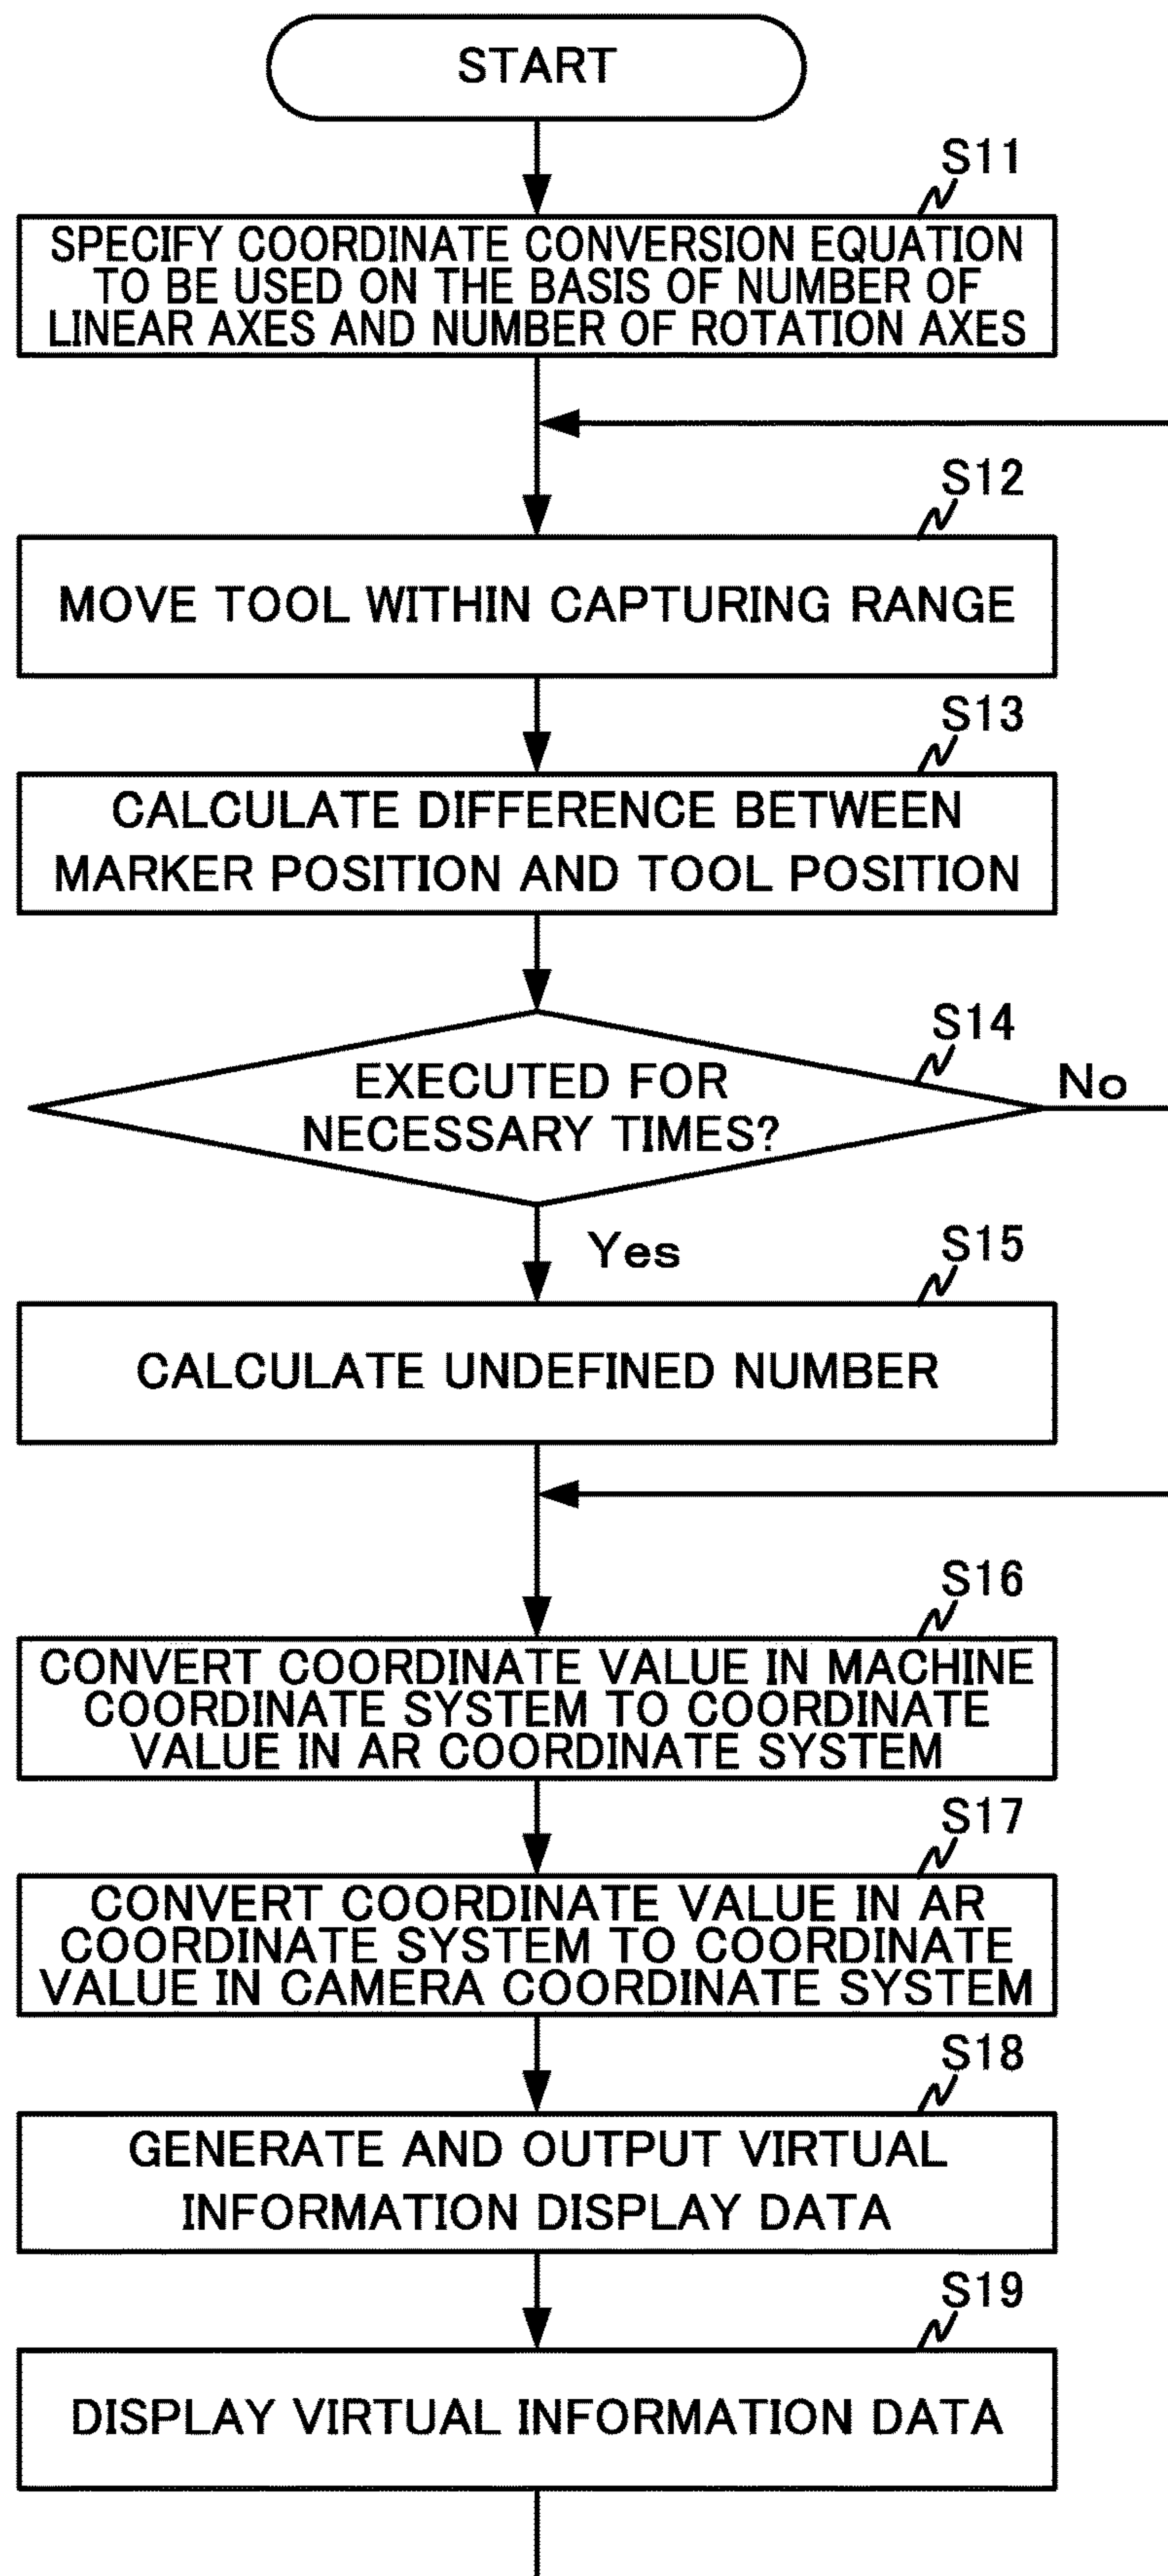 START
S11
SPECIFY COORDINATE CONVERSION EQUATION
TO BE USED ON THE BASIS OF NUMBER OF
LINEAR AXES AND NUMBER OF ROTATION AXES
S12
MOVE TOOL WITHIN CAPTURING RANGE
S13
CALCULATE DIFFERENCE BETWEEN
MARKER POSITION AND TOOL POSITION
S14
EXECUTED FOR
NECESSARY TIMES?
No
Yes
S15
CALCULATE UNDEFINED NUMBER
S16
CONVERT COORDINATE VALUE IN MACHINE
COORDINATE SYSTEM TO COORDINATE
VALUE IN AR COORDINATE SYSTEM
S17
CONVERT COORDINATE VALUE IN AR
COORDINATE SYSTEM TO COORDINATE
VALUE IN CAMERA COORDINATE SYSTEM
S18
GENERATE AND OUTPUT VIRTUAL
INFORMATION DISPLAY DATA
S19
DISPLAY VIRTUAL INFORMATION DATA